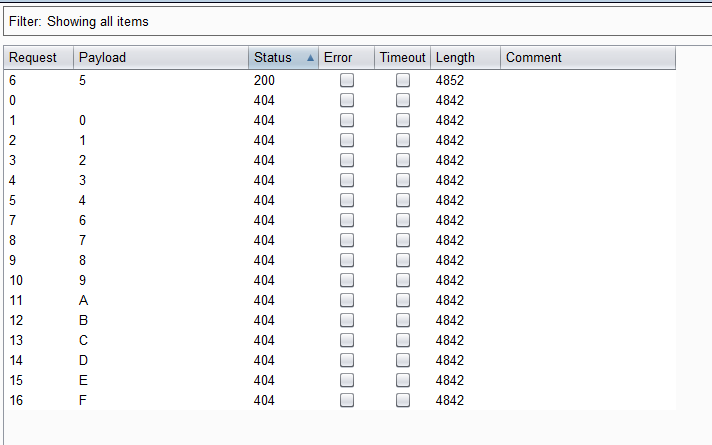 Filter: Showing all items
Request Payload Status Error Timeout Length Comment
6 5 200 4852
0 404 4842
1 0 404 4842
2 1 404 4842
3 2 404 4842
4 3 404 4842
5 4 404 4842
7 6 404 4842
8 7 404 4842
9 8 404 4842
10 9 404 4842
11 A 404 4842
12 B 404 4842
13 C 404 4842
14 D 404 4842
15 E 404 4842
16 F 404 4842